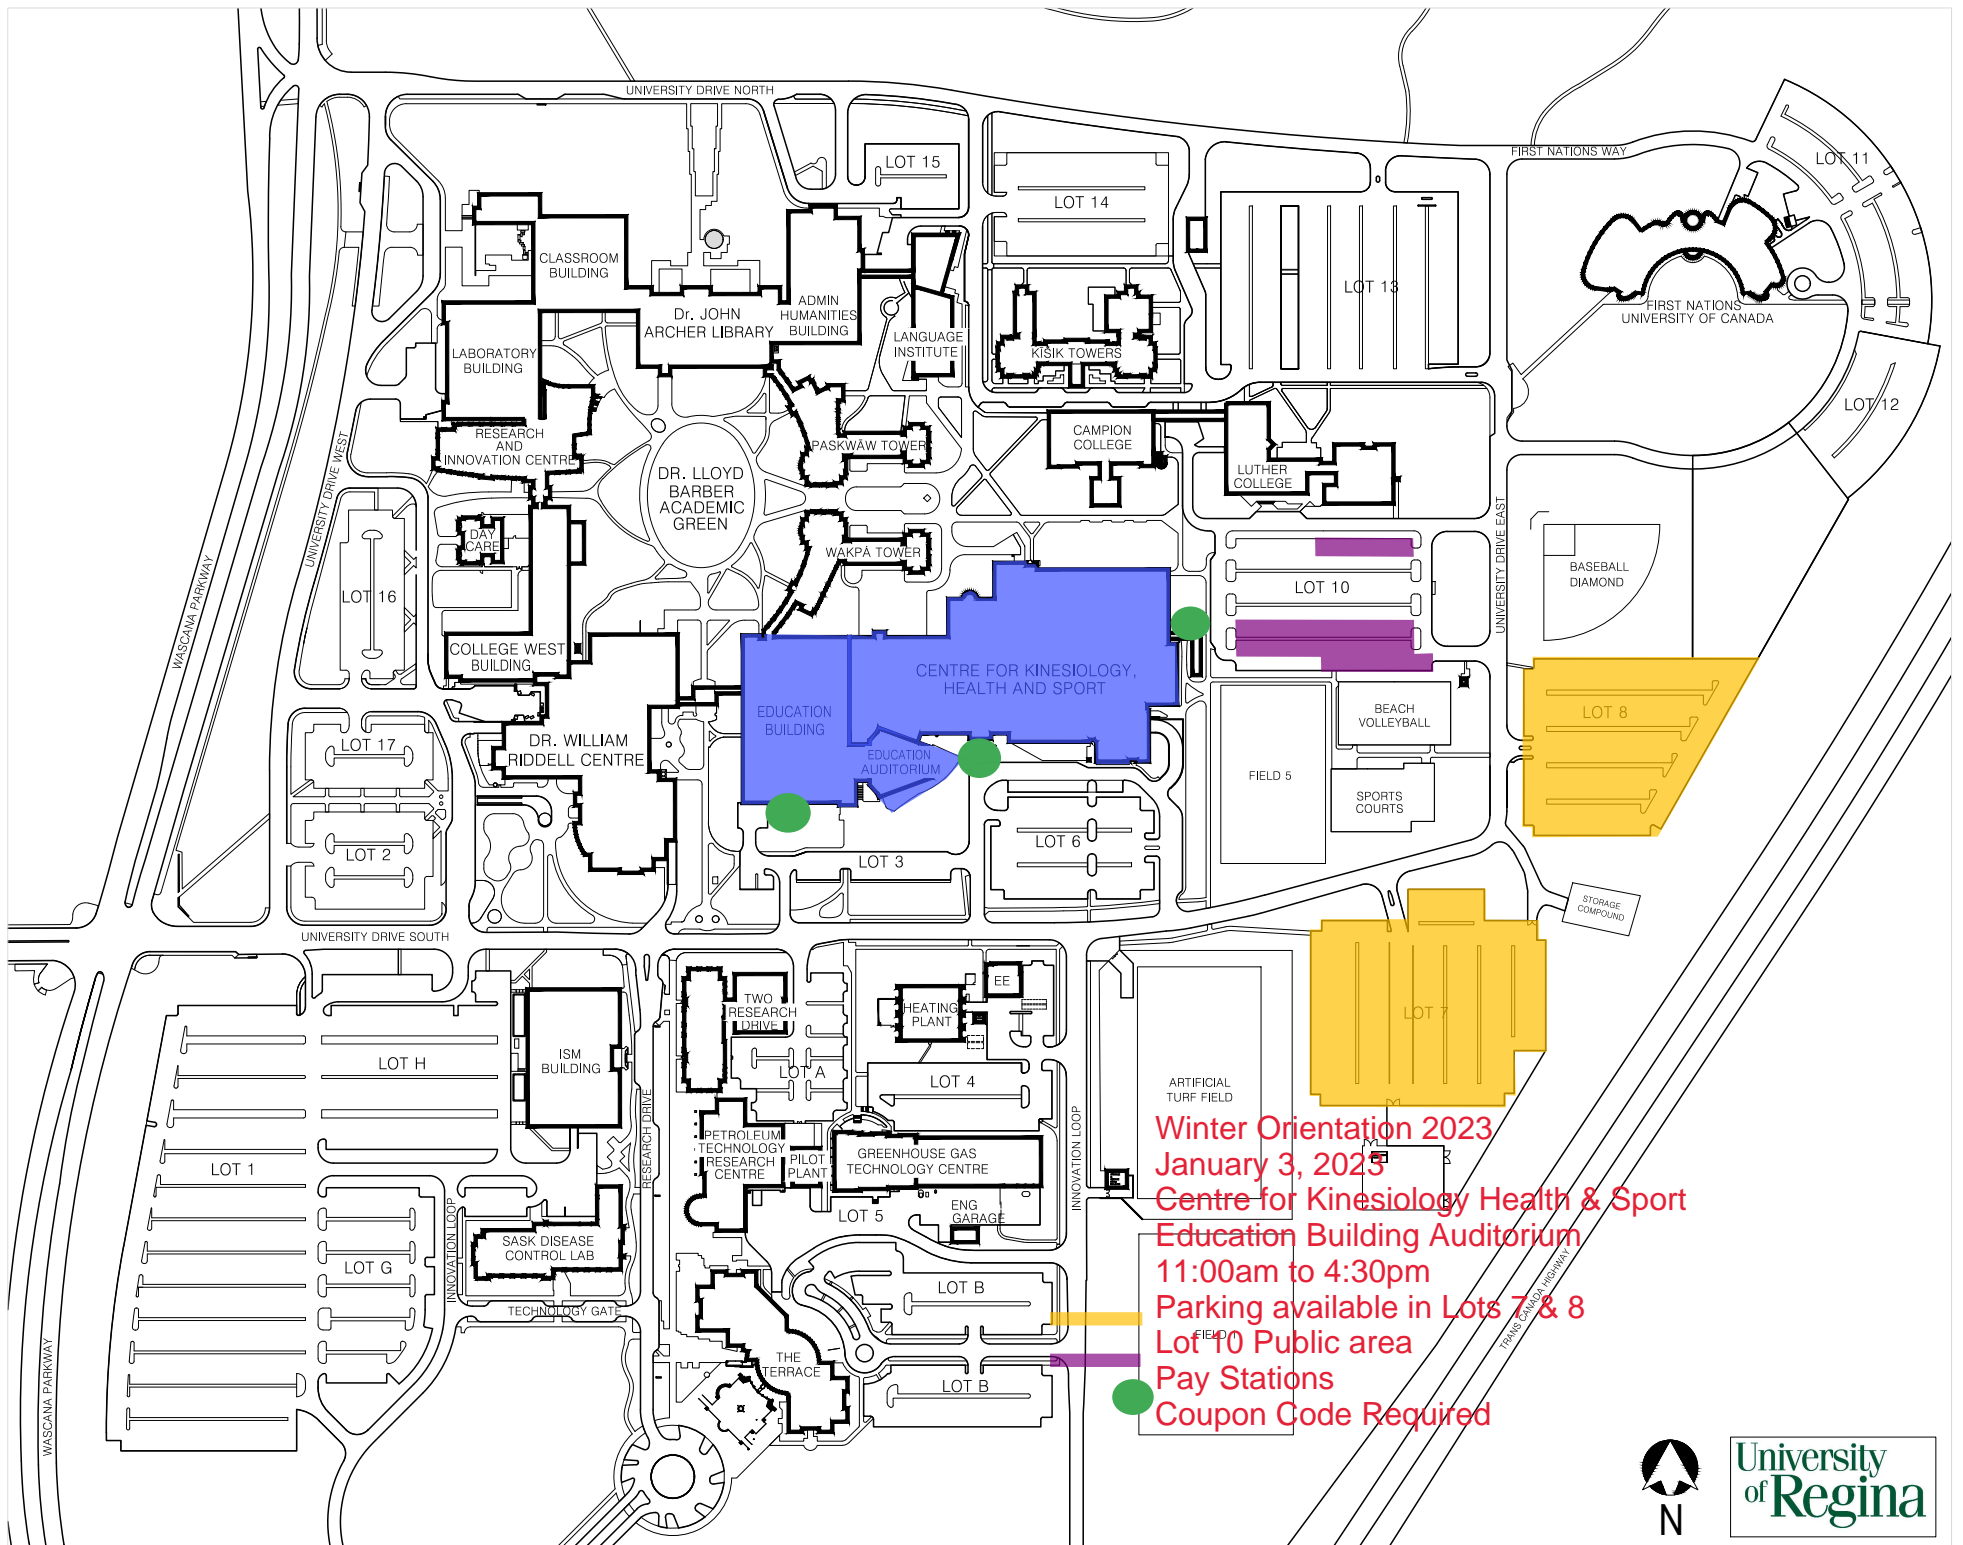 UNIVERSITY DRIVE NORTH
FIRST NATIONS WAY
LOT 11
LOT 15
LOT 14
CLASSROOM
BUILDING
ADMIN
HUMANITIES
BUILDING
Dr. JOHN
ARCHER LIBRARY
LOT 13
FIRST NATIONS
UNIVERSITY OF CANADA
LANGUAGE
INSTITUTE
KĪSIK TOWERS
LABORATORY
BUILDING
LOT 12
RESEARCH
AND
INNOVATION CENTRE
PASKWĀW TOWER
CAMPION
COLLEGE
LUTHER
COLLEGE
DR. LLOYD
BARBER
ACADEMIC
GREEN
UNIVERSITY DRIVE WEST
UNIVERSITY DRIVE EAST
WASCANA PARKWAY
DAY
CARE
WAKPĀ TOWER
BASEBALL
DIAMOND
LOT 16
LOT 10
COLLEGE WEST
BUILDING
CENTRE FOR KINESIOLOGY,
HEALTH AND SPORT
EDUCATION
BUILDING
BEACH
VOLLEYBALL
LOT 8
LOT 17
DR. WILLIAM
RIDDELL CENTRE
EDUCATION
AUDITORIUM
FIELD 5
SPORTS
COURTS
LOT 2
LOT 3
LOT 6
STORAGE
COMPOUND
UNIVERSITY DRIVE SOUTH
TWO
RESEARCH
DRIVE
EE
HEATING
PLANT
LOT 7
ISM
BUILDING
LOT H
LOT A
LOT 4
ARTIFICIAL
TURF FIELD
RESEARCH DRIVE
INNOVATION LOOP
PETROLEUM
TECHNOLOGY
RESEARCH
CENTRE
PILOT
PLANT
GREENHOUSE GAS
TECHNOLOGY CENTRE
LOT 1
LOT 5
ENG
GARAGE
INNOVATION LOOP
SASK DISEASE
CONTROL LAB
LOT G
TECHNOLOGY GATE
LOT B
THE
TERRACE
LOT B
FIELD 1
TRANS CANADA HIGHWAY
WASCANA PARKWAY
Winter Orientation 2023
January 3, 2023
Centre for Kinesiology Health & Sport
Education Building Auditorium
11:00am to 4:30pm
Parking available in Lots 7 & 8
Lot 10 Public area
Pay Stations
Coupon Code Required
N
University
of Regina